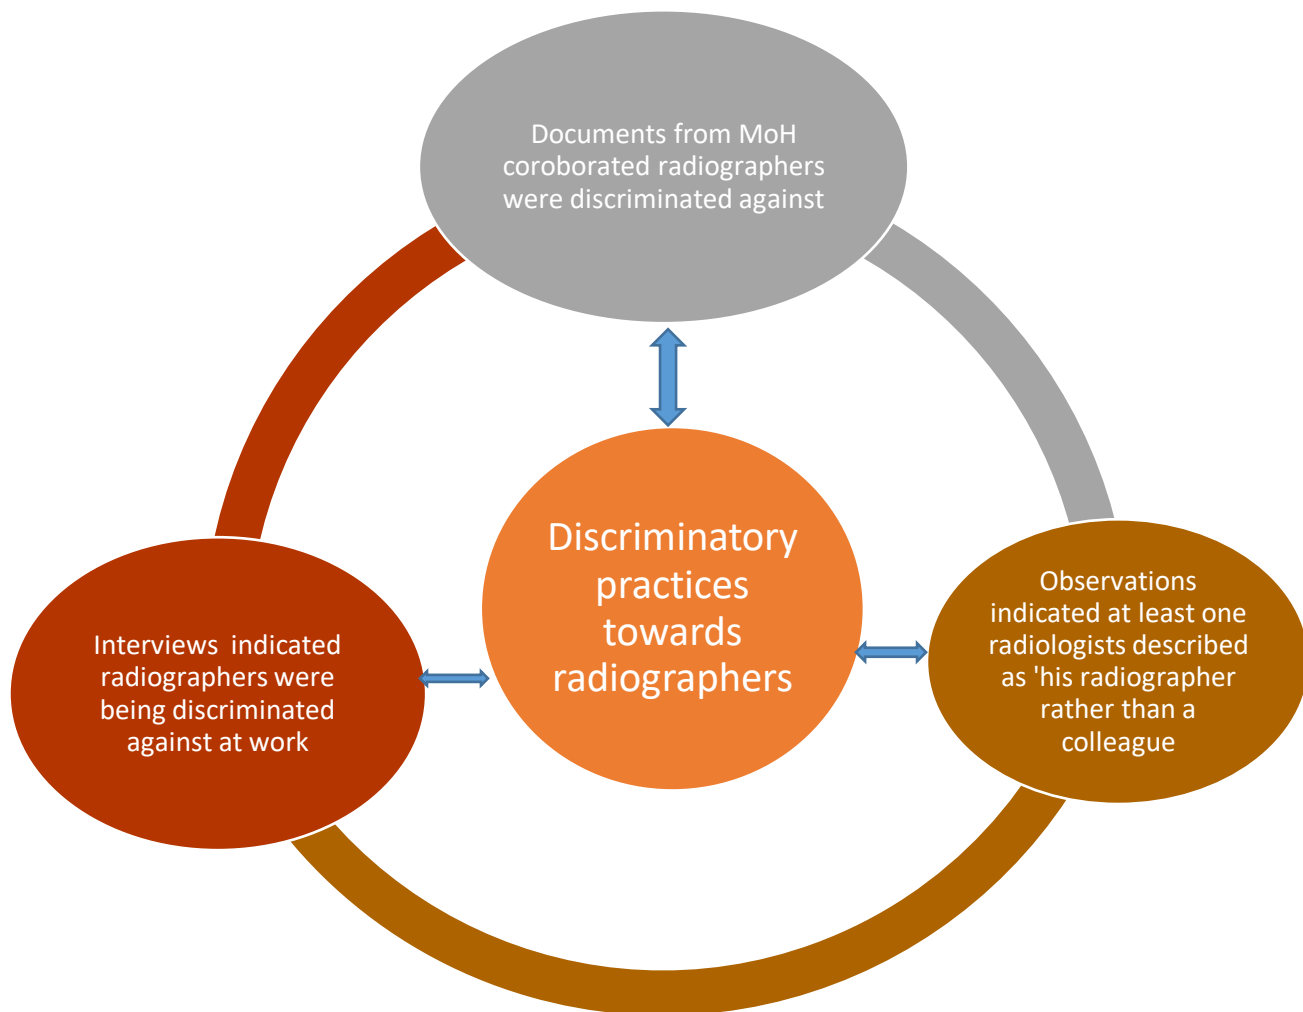 Documents from MoH
coroborated radiographers
were discriminated against
Discriminatory
practices
towards
radiographers
Interviews  indicated
radiographers were
being discriminated
against at work
Observations
indicated at least one
radiologists described
as 'his radiographer
rather than a
colleague